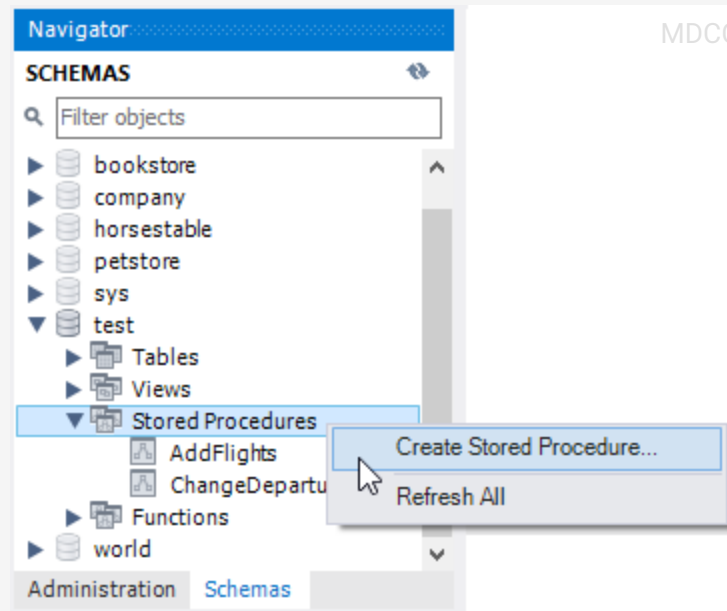 Navigator
MDCC
SCHEMAS
Filter objects
bookstore
company
horsestable
petstore
sys
test
Tables
Views
Stored Procedures
Create Stored Procedure...
AddFlights
ChangeDepartu
Refresh All
Functions
world
Administration Schemas